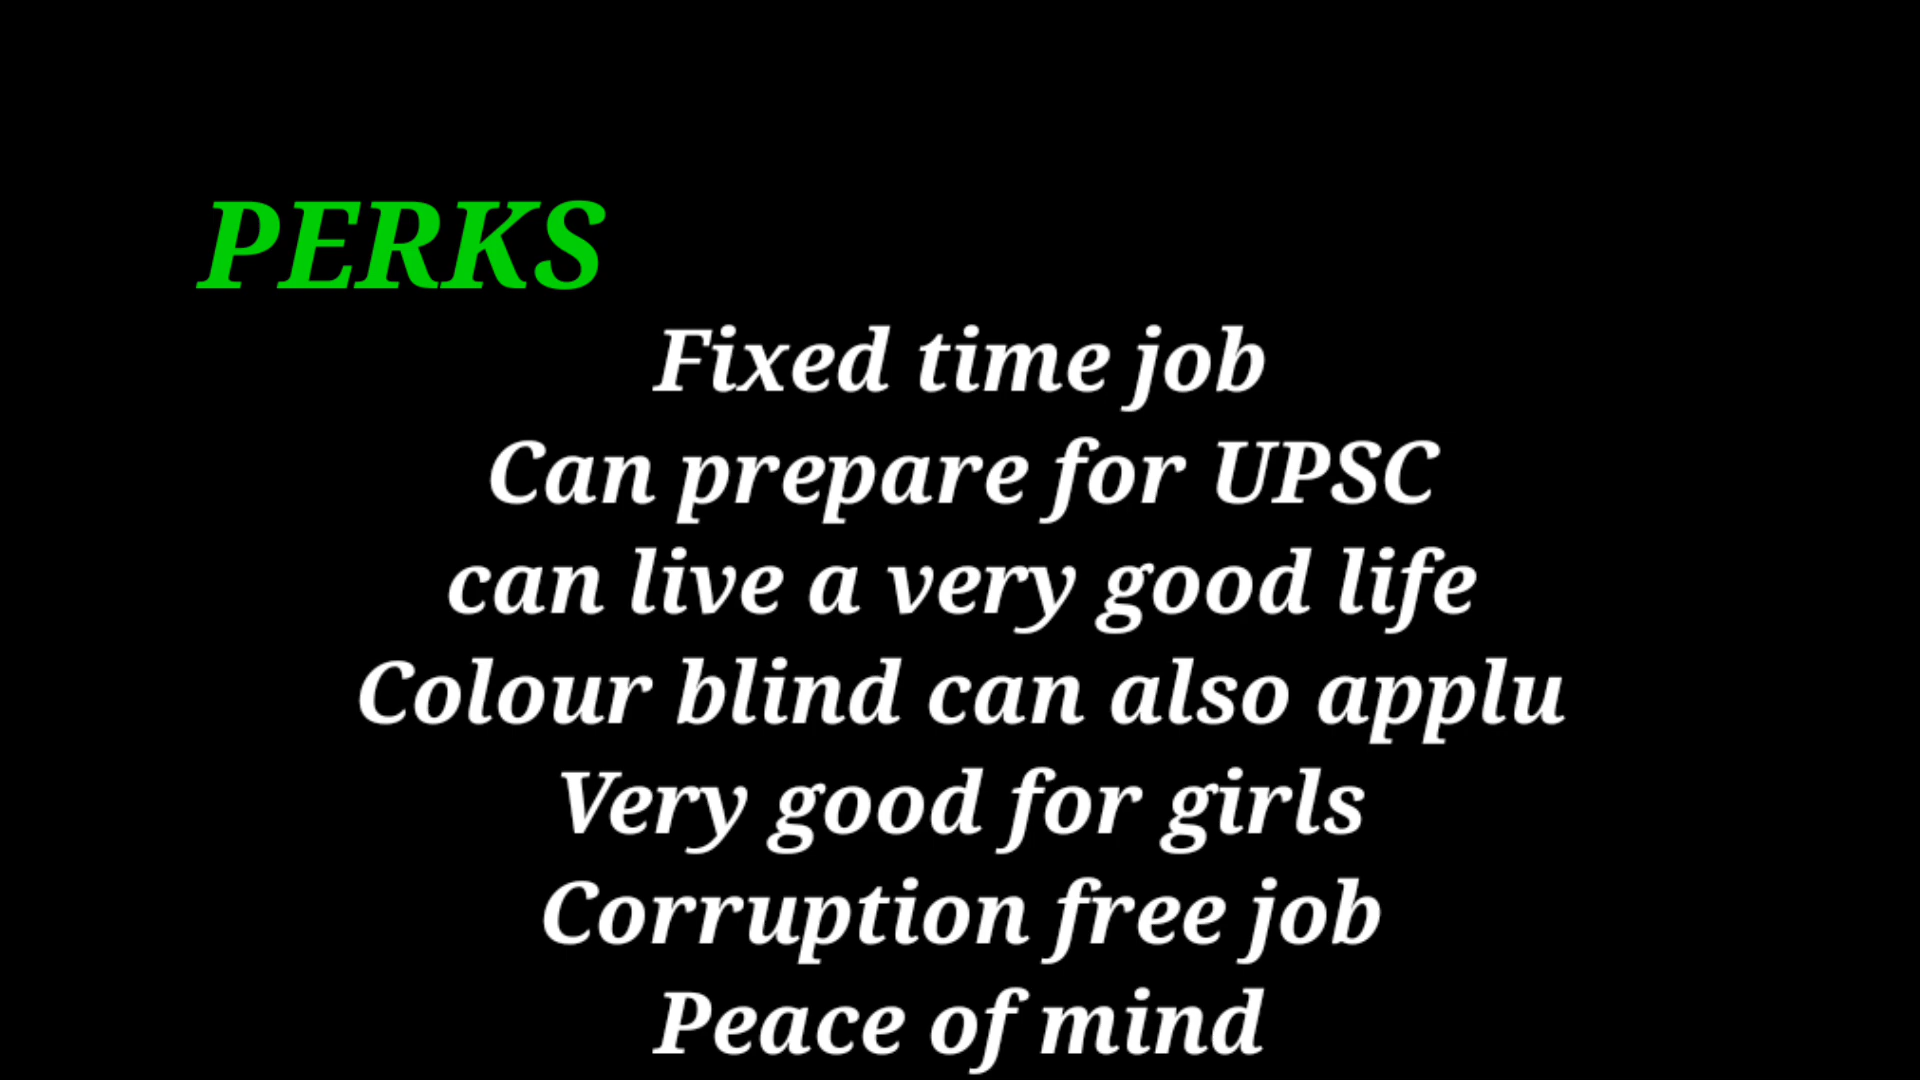 PERKS
Fixed time job
Can prepare for UPSC
can live a very good life
Colour blind can also applu
Very good for girls
Corruption free job
Peace of mind